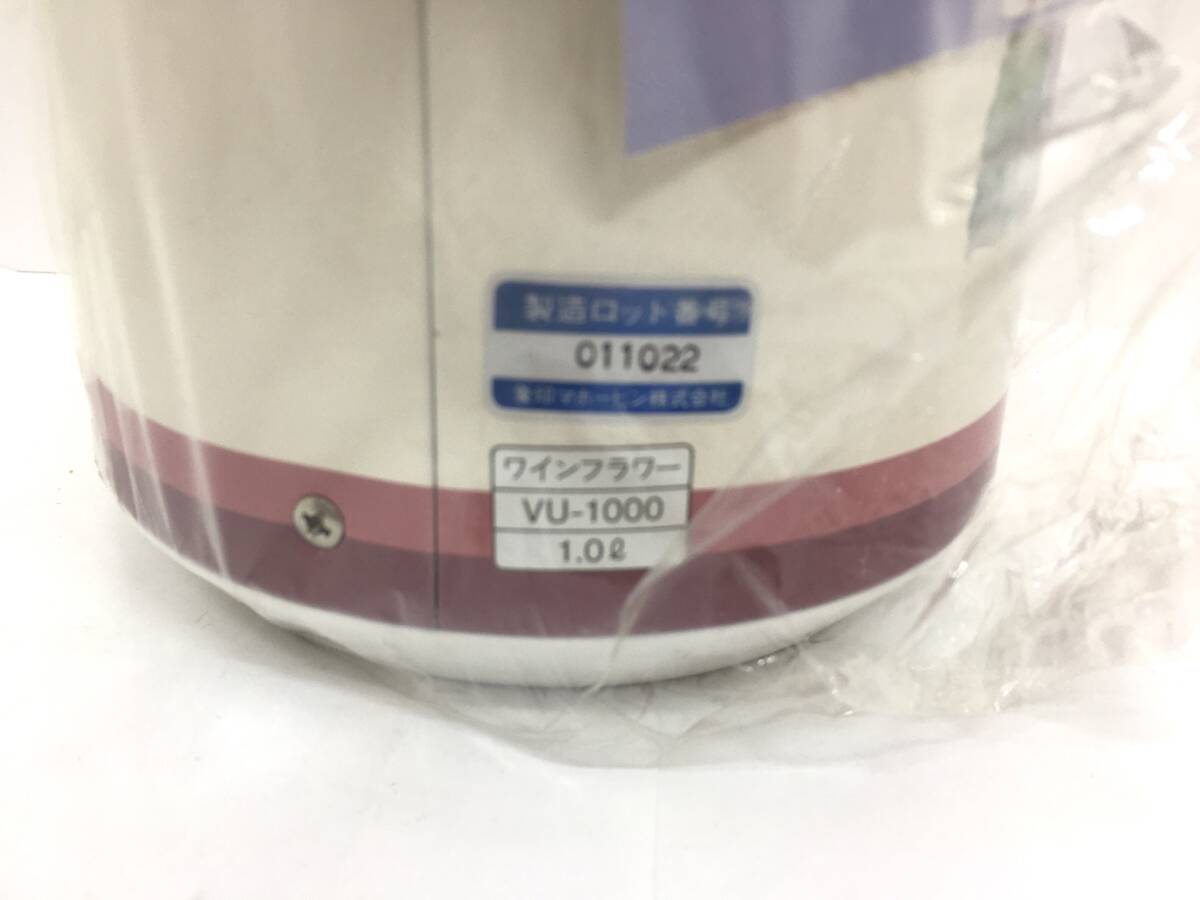 製造ロット番号
011022
象印マホービン株式会社
ワインフラワー
VU-1000
1.0ℓ